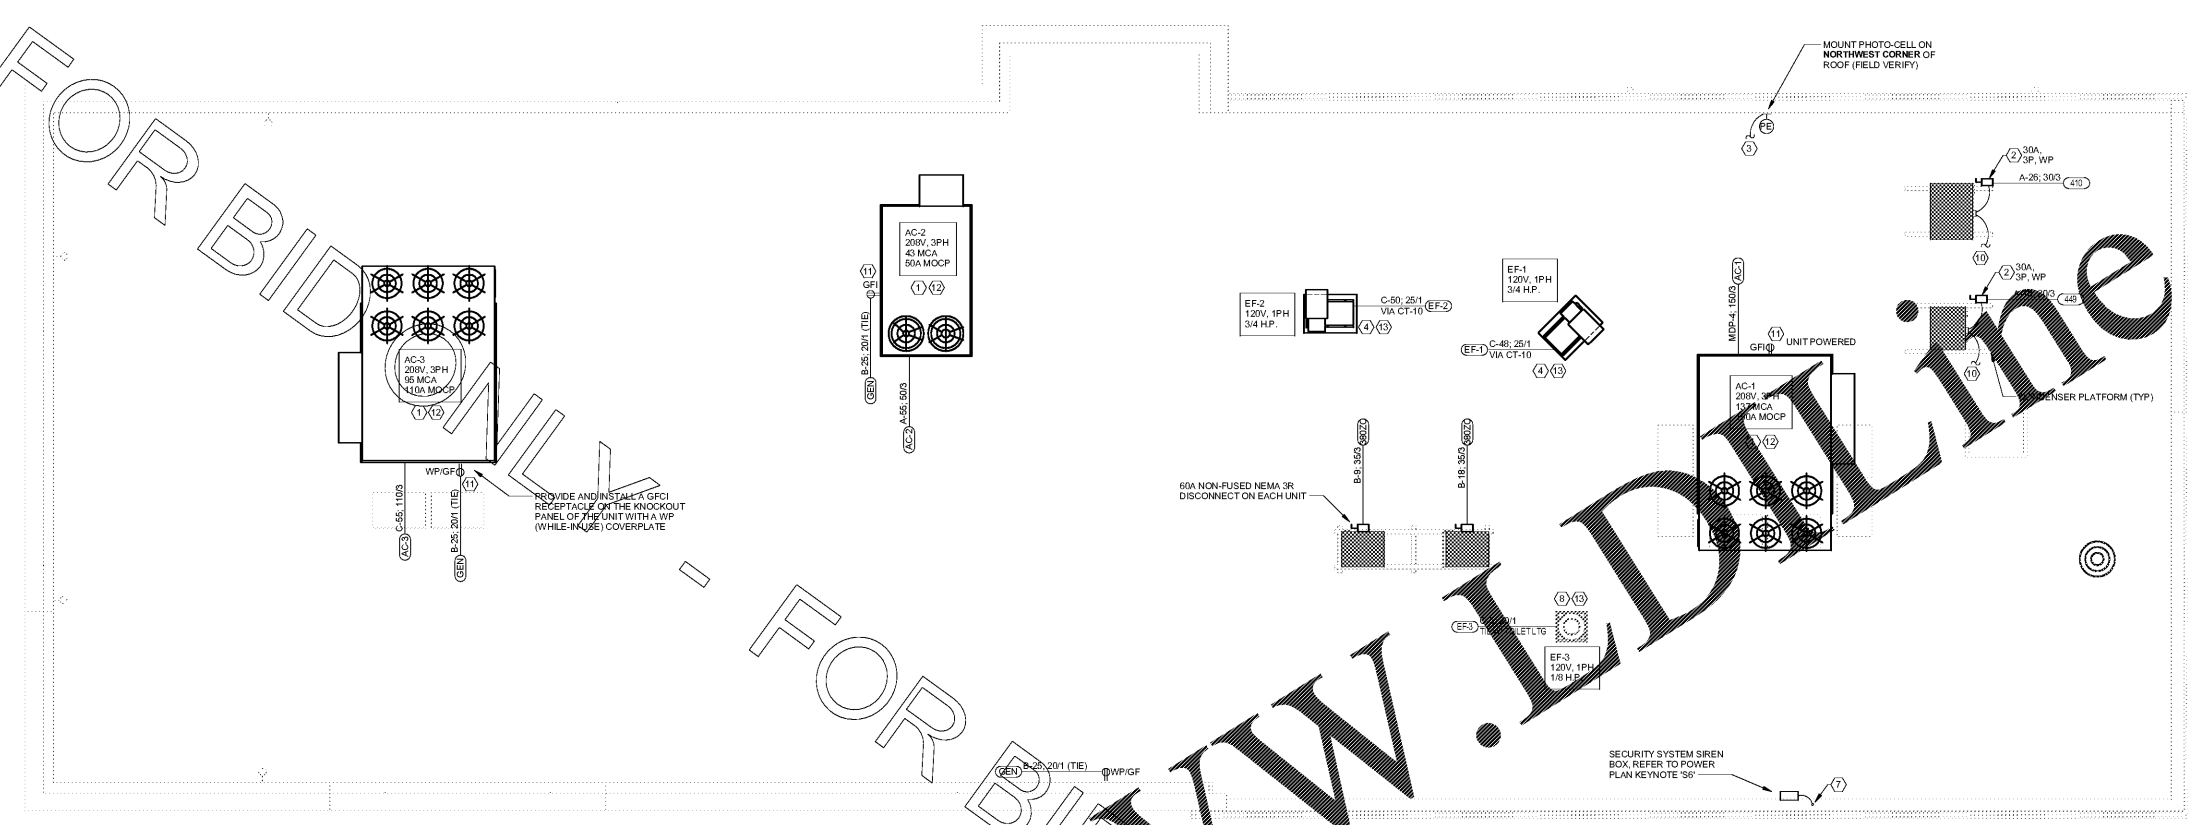 MOUNT PHOTO-CELL ON
NORTHWEST CORNER OF
ROOF (FIELD VERIFY)
PE
3
2
30A,
3P, WP
A-26; 30/3
410
10
2
30A,
3P, WP
449
10
CONDENSER PLATFORM (TYP)
AC-2
208V, 3PH
43 MCA
50A MOCP
1
12
11
GFI
B-25; 20/1 (TIE)
GEN
A-55; 50/3
AC-2
AC-3
208V, 3PH
95 MCA
110A MOCP
1
12
WP/GF
11
C-55; 110/3
AC-3
B-25; 20/1 (TIE)
GEN
PROVIDE AND INSTALL A GFCI
RECEPTACLE ON THE KNOCKOUT
PANEL OF THE UNIT WITH A WP
(WHILE-IN-USE) COVERPLATE
EF-2
120V, 1PH
3/4 H.P.
C-50; 25/1
VIA CT-10
EF-2
4
13
EF-1
120V, 1PH
3/4 H.P.
EF-1
C-48; 25/1
VIA CT-10
4
13
AC-1
MDP-4; 150/3
11
GFI
UNIT POWERED
AC-1
208V, 3PH
137 MCA
150A MOCP
12
60A NON-FUSED NEMA 3R
DISCONNECT ON EACH UNIT
B-9; 35/3
B-18; 35/3
8
13
EF-3
EF-3
120V, 1PH
1/8 H.P.
SECURITY SYSTEM SIREN
BOX, REFER TO POWER
PLAN KEYNOTE 'S6'
7
GEN
B-25; 20/1 (TIE)
WP/GF
FOR BID ONLY - FOR BI
W.LDILine